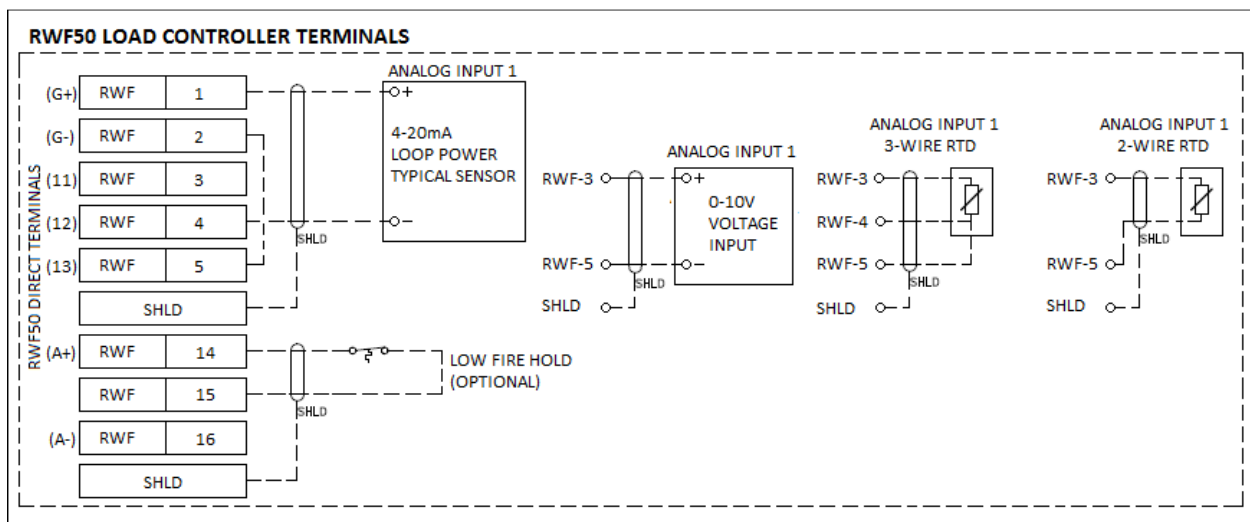 RWF50 LOAD CONTROLLER TERMINALS
RWF50 DIRECT TERMINALS
(G+) RWF 1
(G-) RWF 2
(11) RWF 3
(12) RWF 4
(13) RWF 5
SHLD
(A+) RWF 14
RWF 15
(A-) RWF 16
SHLD
ANALOG INPUT 1
+
4-20mA
LOOP POWER
TYPICAL SENSOR
-
SHLD
LOW FIRE HOLD
(OPTIONAL)
SHLD
ANALOG INPUT 1
RWF-3 +
0-10V
VOLTAGE
INPUT
RWF-5 -
SHLD
SHLD
ANALOG INPUT 1
3-WIRE RTD
RWF-3
RWF-4
RWF-5
SHLD
SHLD
ANALOG INPUT 1
2-WIRE RTD
RWF-3
SHLD
RWF-5
SHLD